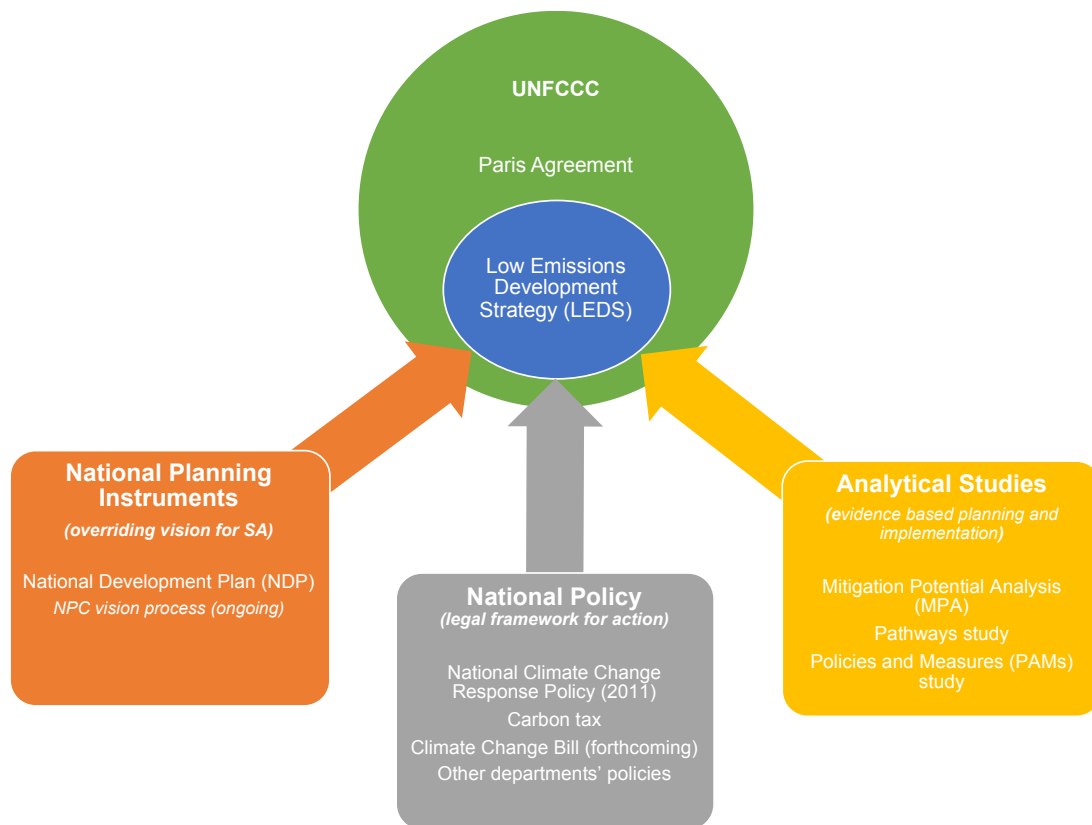 UNFCCC
Paris Agreement
Low Emissions
Development
Strategy (LEDS)
National Planning
Instruments
(overriding vision for SA)
National Development Plan (NDP)
NPC vision process (ongoing)
National Policy
(legal framework for action)
National Climate Change
Response Policy (2011)
Carbon tax
Climate Change Bill (forthcoming)
Other departments’ policies
Analytical Studies
(evidence based planning and
implementation)
Mitigation Potential Analysis
(MPA)
Pathways study
Policies and Measures (PAMs)
study